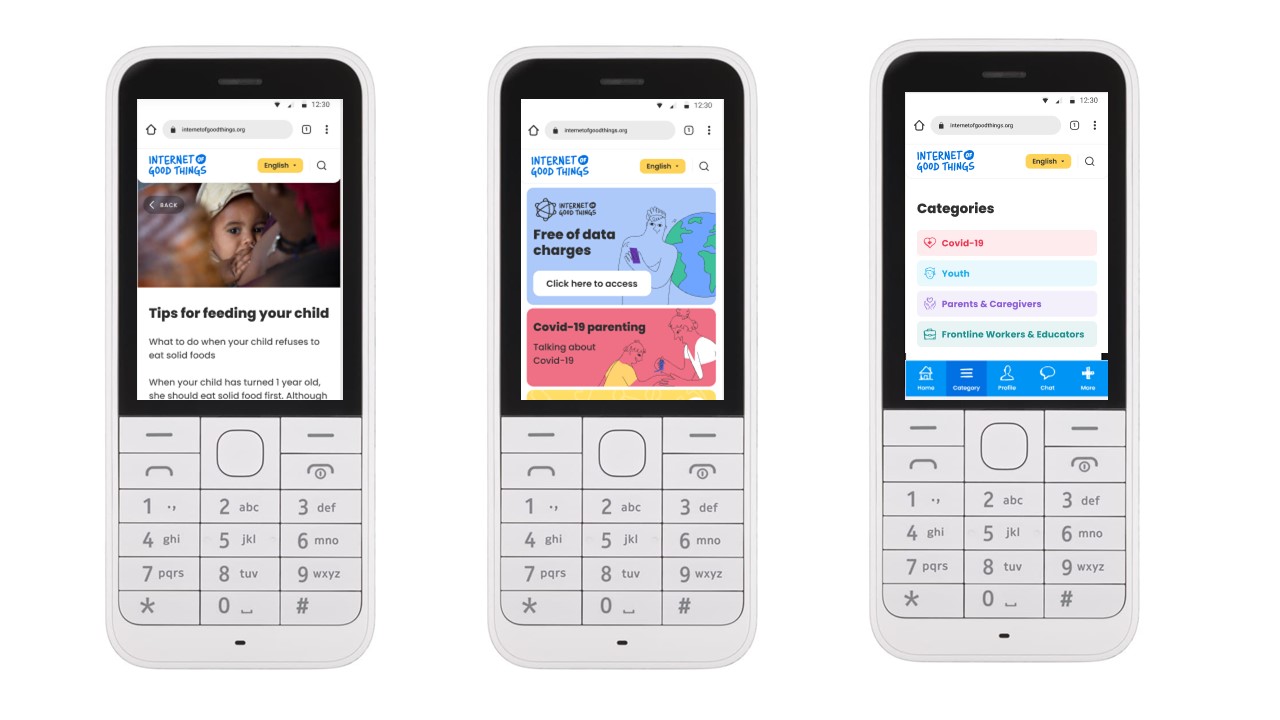 12:30
internetofgoodthings.org
1
INTERNET OF
GOOD THINGS
English
BACK
Tips for feeding your child
What to do when your child refuses to
eat solid foods
When your child has turned 1 year old,
she should eat solid food first. Although
1 .,
2 abc
3 def
4 ghi
5 jkl
6 mno
7 pqrs
8 tuv
9 wxyz
*
0 ⎵
#
12:30
internetofgoodthings.org
1
INTERNET OF
GOOD THINGS
English
INTERNET OF
GOOD THINGS
Free of data
charges
Click here to access
Covid-19 parenting
Talking about
Covid-19
1 .,
2 abc
3 def
4 ghi
5 jkl
6 mno
7 pqrs
8 tuv
9 wxyz
*
0 ⎵
#
12:30
internetofgoodthings.org
1
INTERNET OF
GOOD THINGS
English
Categories
Covid-19
Youth
Parents & Caregivers
Frontline Workers & Educators
Home Category Profile Chat More
1 .,
2 abc
3 def
4 ghi
5 jkl
6 mno
7 pqrs
8 tuv
9 wxyz
*
0 ⎵
#